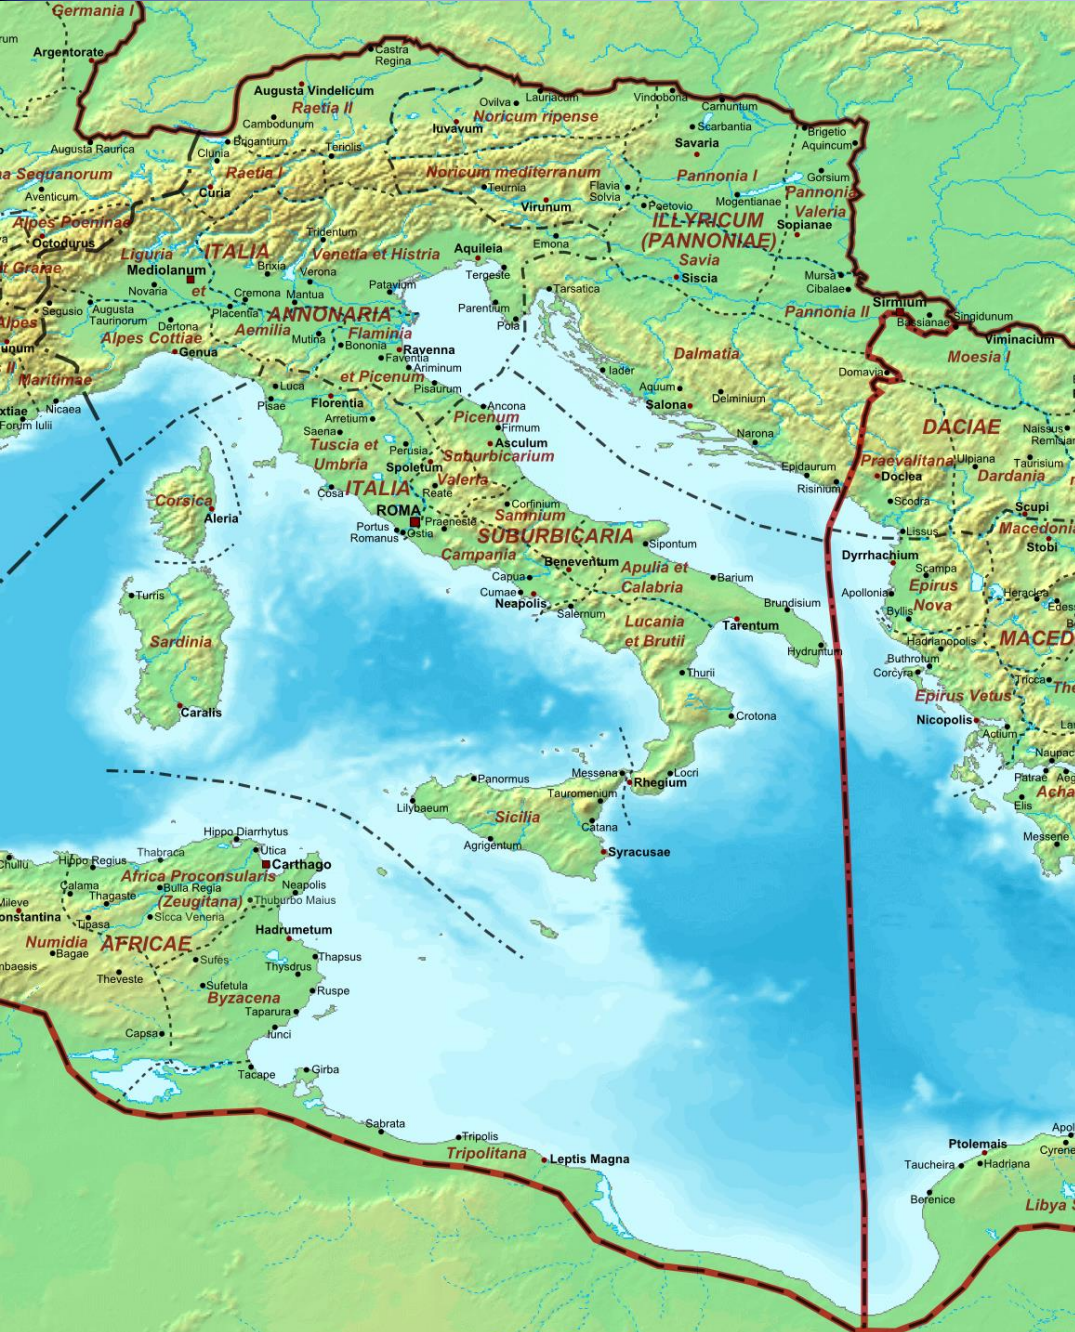 Germania I
Argentorate
Castra
Regina
Augusta Vindelicum
Raetia II
Ovilva
Lauriacum
Vindobona
Carnuntum
Cambodunum
Iuvavum
Noricum ripense
Scarbantia
Brigetio
Augusta Raurica
Brigantium
Teriolis
Savaria
Aquincum
Clunia
Sequanorum
Raetia I
Noricum mediterranum
Pannonia I
Gorsium
Aventicum
Curia
Teurnia
Flavia
Solvia
Mogentianae
Pannonia
Valeria
Virunum
Poetovio
Alpes Poeninae
ILLYRICUM
(PANNONIAE)
Sopianae
Octodurus
Tridentum
Emona
Liguria
ITALIA
Venetia et Histria
Aquileia
Savia
Graiae
Mediolanum
Brixia
Verona
Tergeste
Siscia
Mursa
Novaria
et
Cremona
Mantua
Patavium
Tarsatica
Cibalae
Segusio
Augusta
Taurinorum
Placentia
ANNONARIA
Parentium
Pola
Pannonia II
Sirmium
Bassianae
Singidunum
Alpes
Dertona
Aemilia
Flaminia
Viminacium
Alpes Cottiae
Mutina
Bononia
Ravenna
Dalmatia
Moesia I
II
Genua
Faventia
Ariminum
Iader
Domavia
Maritimae
Luca
et Picenum
Pisaurum
Aquum
Delminium
Nicaea
Pisae
Florentia
Ancona
Salona
Forum Iulii
Arretium
Picenum
Firmum
Narona
DACIAE
Naissus
Saena
Asculum
Tuscia et
Umbria
Perusia
Suburbicarium
Praevalitana
Ulpiana
Taurisium
Spoletum
Valeria
Epidaurum
Doclea
Dardania
Corsica
Cosa
ITALIA
Reate
Risinium
Aleria
ROMA
Corfinium
Scodra
Scupi
Portus
Romanus
Ostia
Praeneste
Samnium
SUBURBICARIA
Lissus
Stobi
Campania
Sipontum
Dyrrhachium
Beneventum
Apulia et
Calabria
Scampa
Capua
Barium
Epirus
Nova
Turris
Cumae
Neapolis
Apollonia
Heraclea
Salernum
Brundisium
Byllis
Sardinia
Lucania
et Brutii
Tarentum
Hadrianopolis
Hydruntum
Buthrotum
Thurii
Corcyra
Tricca
Caralis
Epirus Vetus
Crotona
Nicopolis
Actium
Panormus
Messena
Locri
Rhegium
Patrae
Lilybaeum
Tauromenium
Sicilia
Elis
Catana
Hippo Diarrhytus
Agrigentum
Messene
Thabraca
Utica
Syracusae
Chullu
Hippo Regius
Carthago
Africa Proconsularis
(Zeugitana)
Calama
Bulla Regia
Neapolis
Mileve
Thagaste
Thuburbo Maius
Tipasa
Sicca Veneria
Numidia
AFRICAE
Hadrumetum
Bagae
Sufes
Thapsus
Theveste
Thysdrus
Sufetula
Ruspe
Byzacena
Taparura
Capsa
Iunci
Tacape
Girba
Sabrata
Tripolis
Tripolitana
Leptis Magna
Ptolemais
Taucheira
Hadriana
Berenice
Libya